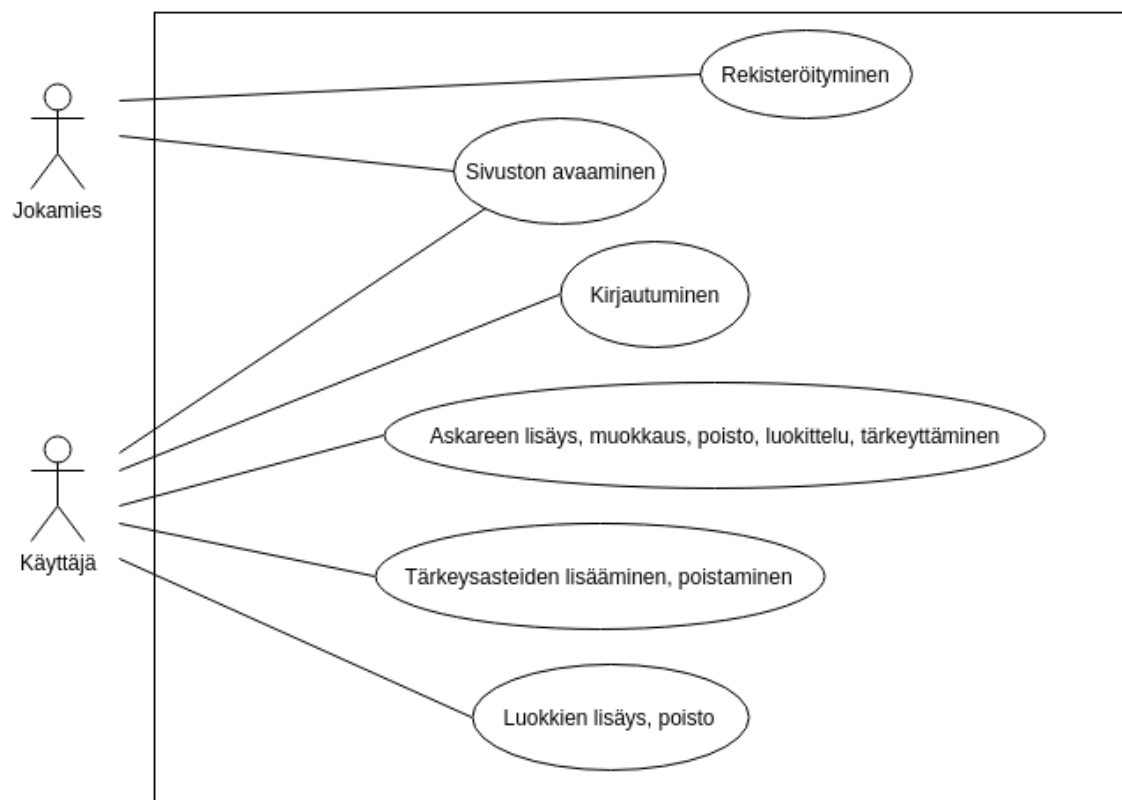 Rekisteröityminen
Sivuston avaaminen
Jokamies
Kirjautuminen
Askareen lisäys, muokkaus, poisto, luokittelu, tärkeyttäminen
Käyttäjä
Tärkeysasteiden lisääminen, poistaminen
Luokkien lisäys, poisto